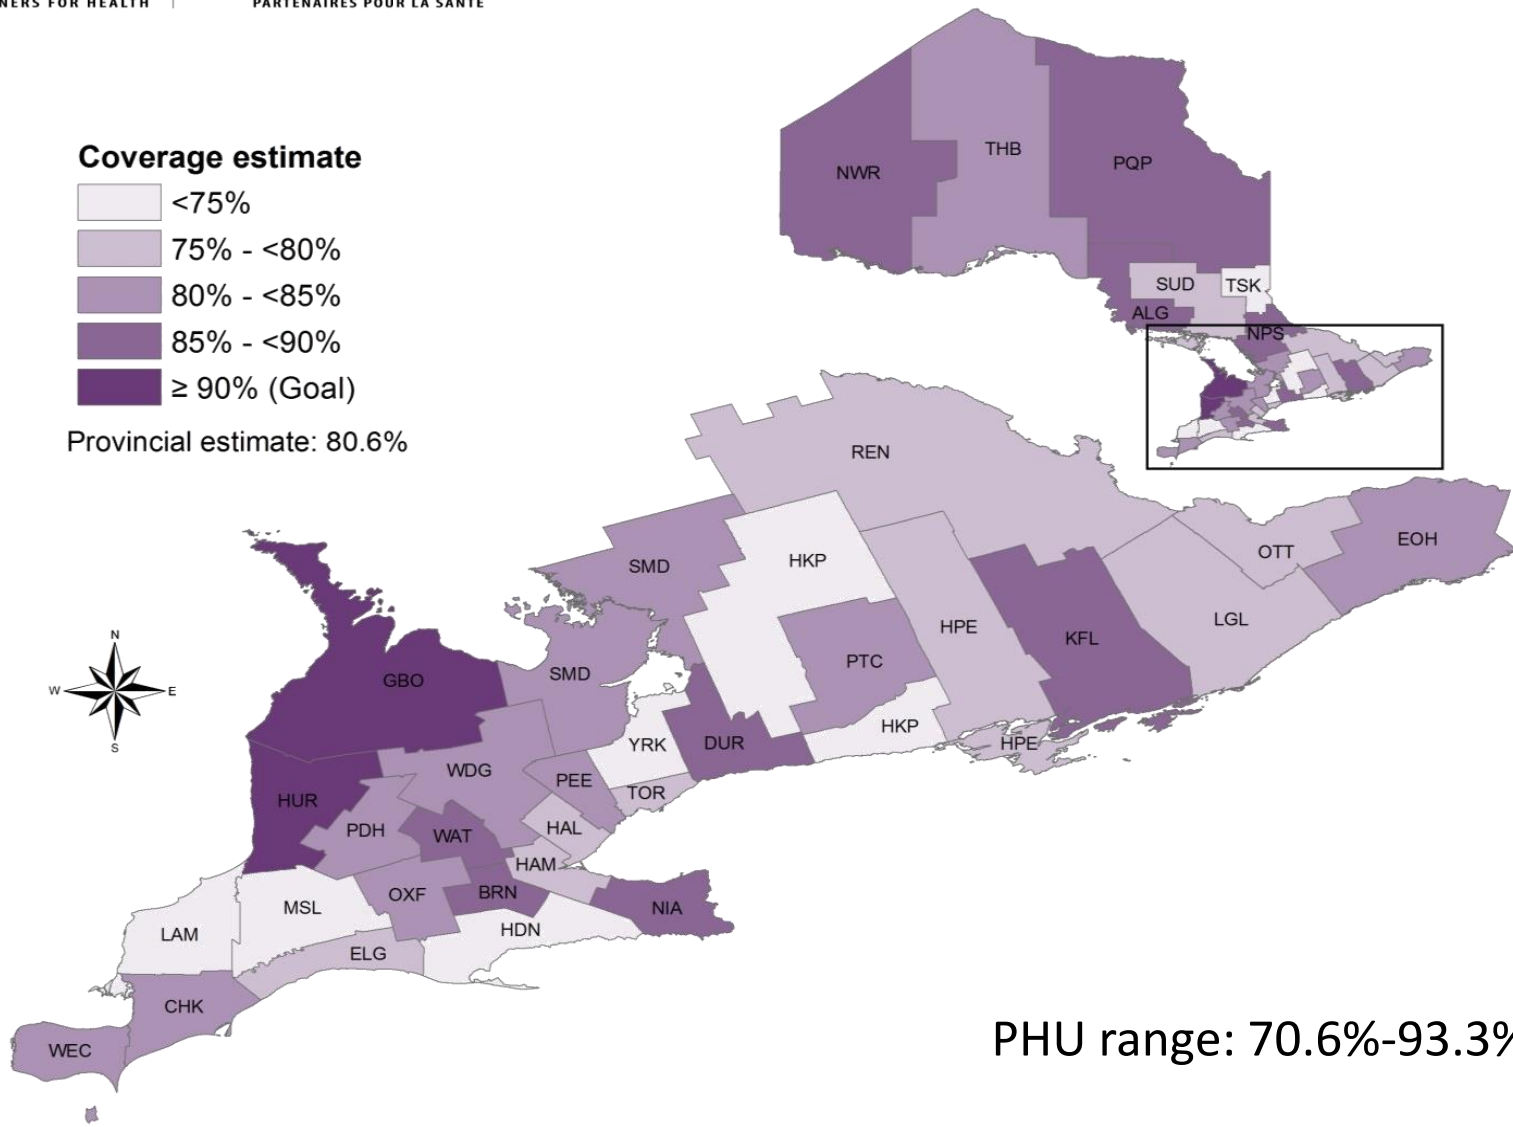 NERS FOR HEALTH
PARTENAIRES POUR LA SANTÉ
Coverage estimate
<75%
75% - <80%
80% - <85%
85% - <90%
≥ 90% (Goal)
Provincial estimate: 80.6%
NWR
THB
PQP
SUD
TSK
ALG
NPS
REN
SMD
HKP
OTT
EOH
HPE
LGL
KFL
PTC
SMD
GBO
HKP
YRK
DUR
HPE
WDG
PEE
TOR
HUR
PDH
WAT
HAL
HAM
OXF
BRN
NIA
MSL
LAM
HDN
ELG
CHK
WEC
N
W
E
S
PHU range: 70.6%-93.3%